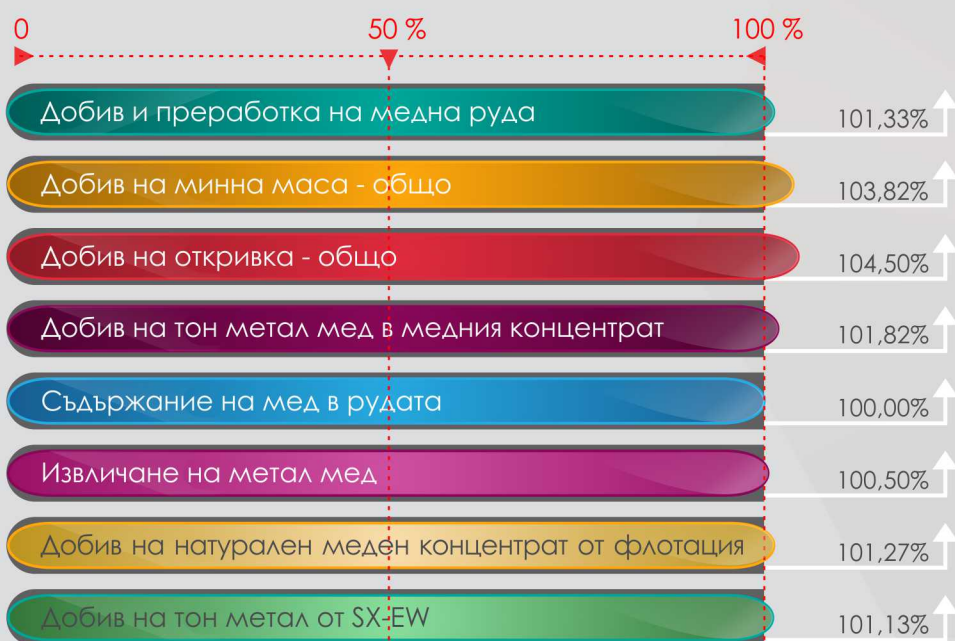 0 50 % 100 %
Добив и преработка на медна руда 101,33%
Добив на минна маса - общо 103,82%
Добив на откривка - общо 104,50%
Добив на тон метал мед в медния концентрат 101,82%
Съдържание на мед в рудата 100,00%
Извличане на метал мед 100,50%
Добив на натурален меден концентрат от флотация 101,27%
Добив на тон метал от SX-EW 101,13%